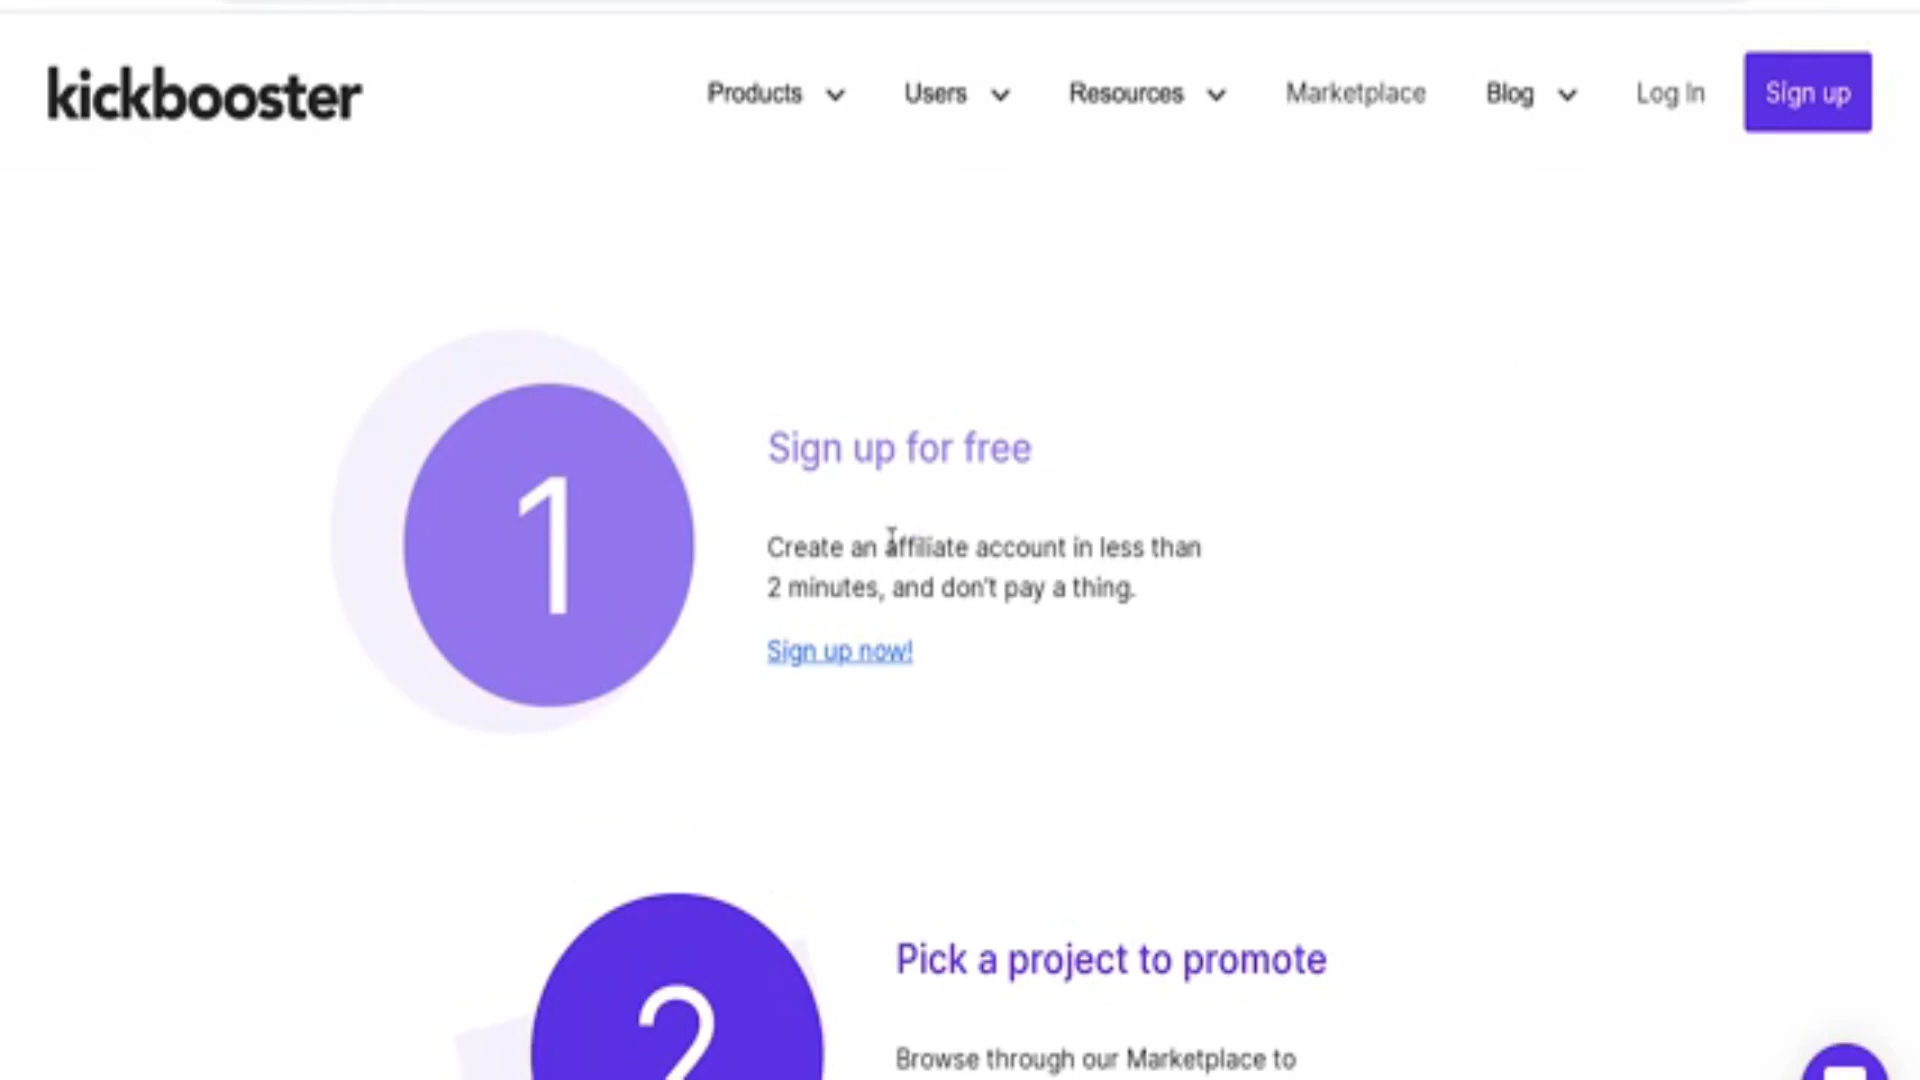 kickbooster
Products
Users
Resources
Marketplace
Blog
Log In
Sign up
1
Sign up for free
Create an affiliate account in less than
2 minutes, and don't pay a thing.
Sign up now!
2
Pick a project to promote
Browse through our Marketplace to